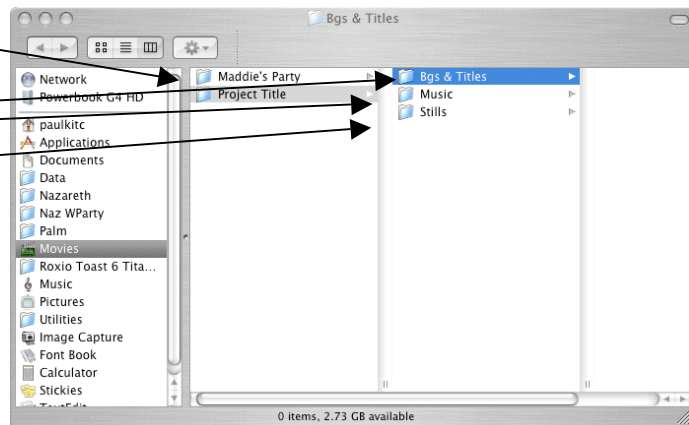 Bgs & Titles
Network
Powerbook G4 HD
paulkitc
Applications
Documents
Data
Nazareth
Naz WParty
Palm
Movies
Roxio Toast 6 Tita...
Music
Pictures
Utilities
Image Capture
Font Book
Calculator
Stickies
TextEdit
Maddie's Party
Project Title
Bgs & Titles
Music
Stills
0 items, 2.73 GB available